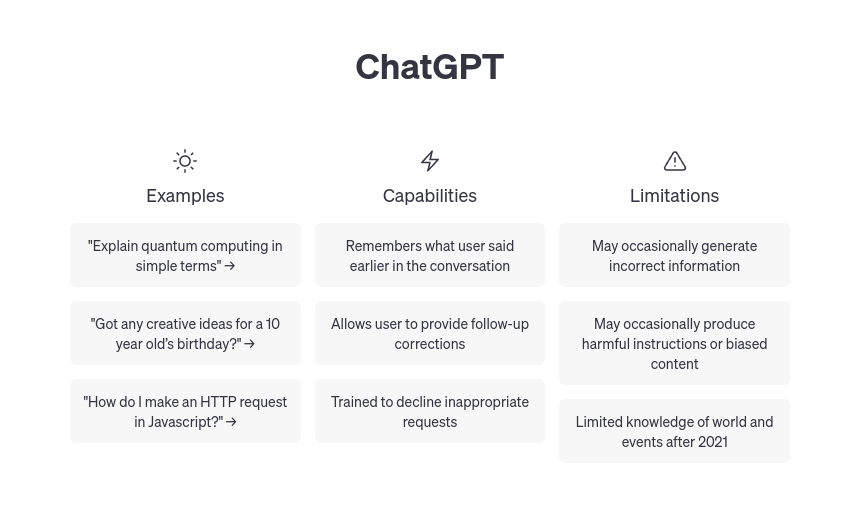 ChatGPT
Examples
"Explain quantum computing in
simple terms" →
"Got any creative ideas for a 10
year old's birthday?" →
"How do I make an HTTP request
in Javascript?" →
Capabilities
Remembers what user said
earlier in the conversation
Allows user to provide follow-up
corrections
Trained to decline inappropriate
requests
Limitations
May occasionally generate
incorrect information
May occasionally produce
harmful instructions or biased
content
Limited knowledge of world and
events after 2021